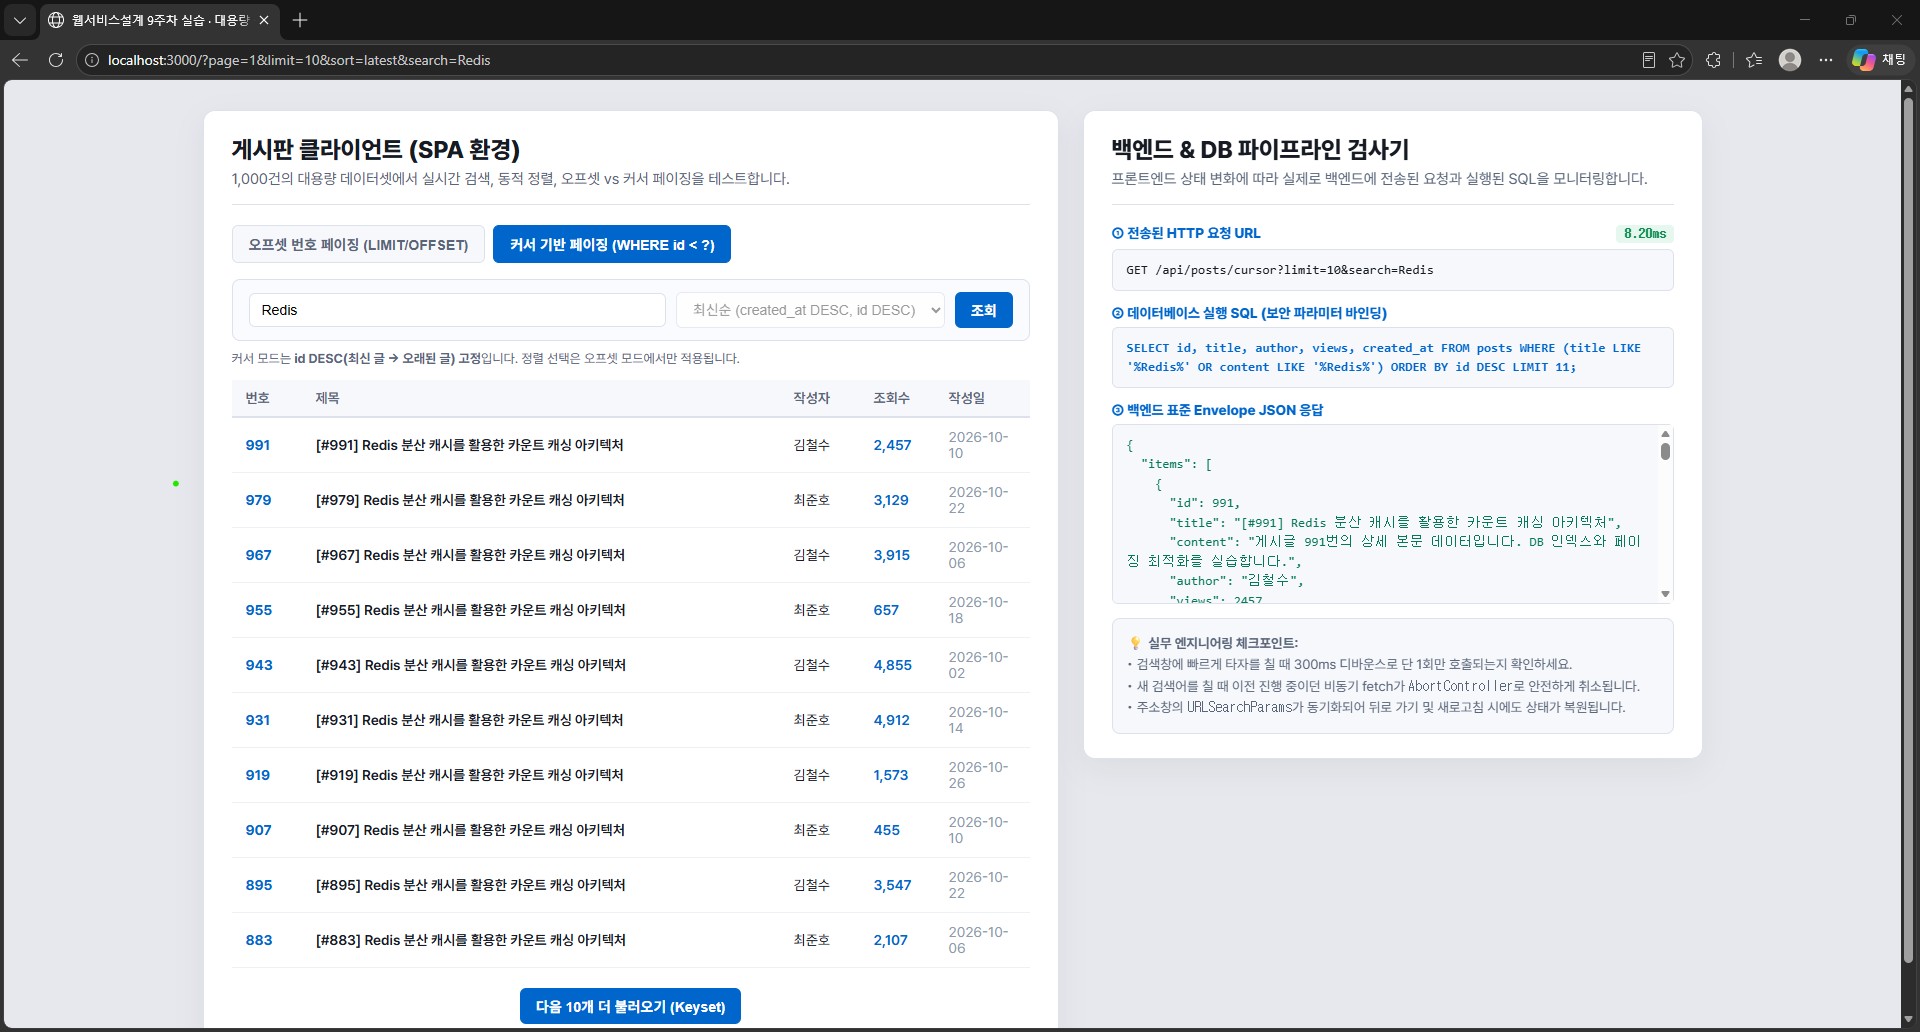 웹서비스설계 9주차 실습 · 대용량
localhost:3000/?page=1&limit=10&sort=latest&search=Redis
채팅
게시판 클라이언트 (SPA 환경)
1,000건의 대용량 데이터셋에서 실시간 검색, 동적 정렬, 오프셋 vs 커서 페이징을 테스트합니다.
오프셋 번호 페이징 (LIMIT/OFFSET)
커서 기반 페이징 (WHERE id < ?)
Redis
최신순 (created_at DESC, id DESC)
조회
커서 모드는 id DESC(최신 글 → 오래된 글) 고정입니다. 정렬 선택은 오프셋 모드에서만 적용됩니다.
번호 제목 작성자 조회수 작성일
991 [#991] Redis 분산 캐시를 활용한 카운트 캐싱 아키텍처 김철수 2,457 2026-10-
10
979 [#979] Redis 분산 캐시를 활용한 카운트 캐싱 아키텍처 최준호 3,129 2026-10-
22
967 [#967] Redis 분산 캐시를 활용한 카운트 캐싱 아키텍처 김철수 3,915 2026-10-
06
955 [#955] Redis 분산 캐시를 활용한 카운트 캐싱 아키텍처 최준호 657 2026-10-
18
943 [#943] Redis 분산 캐시를 활용한 카운트 캐싱 아키텍처 김철수 4,855 2026-10-
02
931 [#931] Redis 분산 캐시를 활용한 카운트 캐싱 아키텍처 최준호 4,912 2026-10-
14
919 [#919] Redis 분산 캐시를 활용한 카운트 캐싱 아키텍처 김철수 1,573 2026-10-
26
907 [#907] Redis 분산 캐시를 활용한 카운트 캐싱 아키텍처 최준호 455 2026-10-
10
895 [#895] Redis 분산 캐시를 활용한 카운트 캐싱 아키텍처 김철수 3,547 2026-10-
22
883 [#883] Redis 분산 캐시를 활용한 카운트 캐싱 아키텍처 최준호 2,107 2026-10-
06
다음 10개 더 불러오기 (Keyset)
백엔드 & DB 파이프라인 검사기
프론트엔드 상태 변화에 따라 실제로 백엔드에 전송된 요청과 실행된 SQL을 모니터링합니다.
① 전송된 HTTP 요청 URL 8.20ms
GET /api/posts/cursor?limit=10&search=Redis
② 데이터베이스 실행 SQL (보안 파라미터 바인딩)
SELECT id, title, author, views, created_at FROM posts WHERE (title LIKE
'%Redis%' OR content LIKE '%Redis%') ORDER BY id DESC LIMIT 11;
③ 백엔드 표준 Envelope JSON 응답
{
"items": [
{
"id": 991,
"title": "[#991] Redis 분산 캐시를 활용한 카운트 캐싱 아키텍처",
"content": "게시글 991번의 상세 본문 데이터입니다. DB 인덱스와 페이
징 최적화를 실습합니다.",
"author": "김철수",
"views": 2457
💡 실무 엔지니어링 체크포인트:
• 검색창에 빠르게 타자를 칠 때 300ms 디바운스로 단 1회만 호출되는지 확인하세요.
• 새 검색어를 칠 때 이전 진행 중이던 비동기 fetch가 AbortController로 안전하게 취소됩니다.
• 주소창의 URLSearchParams가 동기화되어 뒤로 가기 및 새로고침 시에도 상태가 복원됩니다.